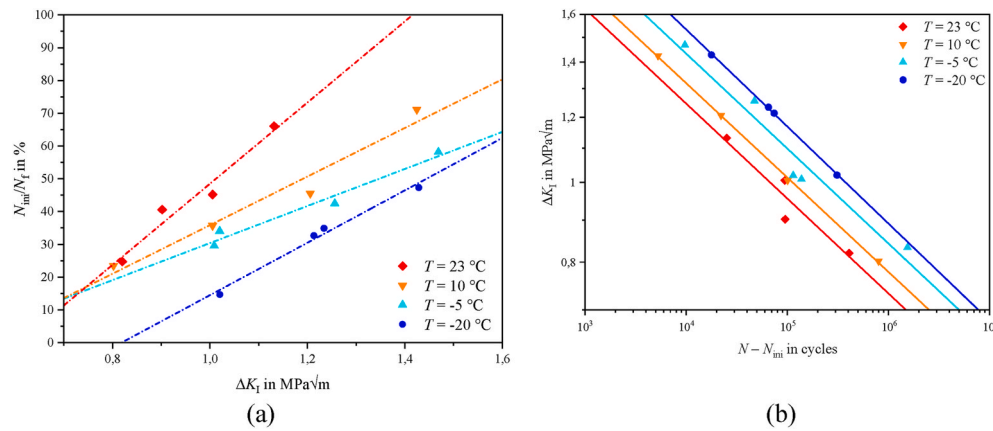 100
90
80
70
60
50
40
30
20
10
0
N_ini/N_f in %
T = 23 °C
T = 10 °C
T = -5 °C
T = -20 °C
0,8
1,0
1,2
1,4
1,6
ΔK_I in MPa√m
(a)
1,6
1,4
1,2
1
0,8
ΔK_I in MPa√m
T = 23 °C
T = 10 °C
T = -5 °C
T = -20 °C
10³
10⁴
10⁵
10⁶
N – N_ini in cycles
(b)